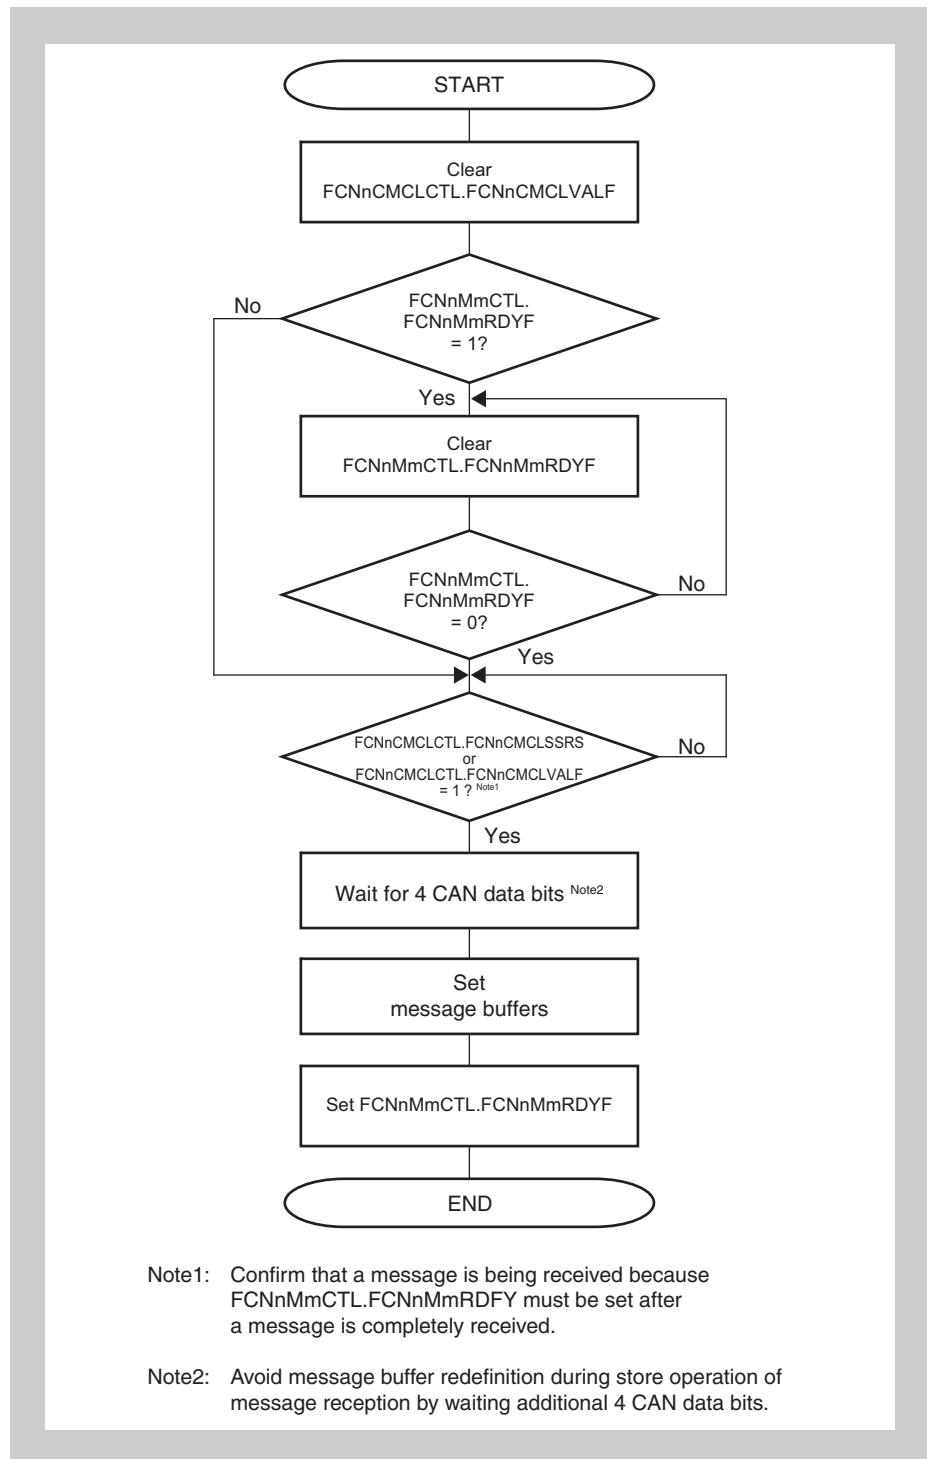 START
Clear
FCNnCMCLCTL.FCNnCMCLVALF
No
FCNnMmCTL.
FCNnMmRDYF
= 1?
Yes
Clear
FCNnMmCTL.FCNnMmRDYF
FCNnMmCTL.
FCNnMmRDYF
= 0?
No
Yes
FCNnCMCLCTL.FCNnCMCLSSRS
or
FCNnCMCLCTL.FCNnCMCLVALF
= 1 ? Note1
No
Yes
Wait for 4 CAN data bits Note2
Set
message buffers
Set FCNnMmCTL.FCNnMmRDYF
END
Note1: Confirm that a message is being received because
FCNnMmCTL.FCNnMmRDFY must be set after
a message is completely received.
Note2: Avoid message buffer redefinition during store operation of
message reception by waiting additional 4 CAN data bits.